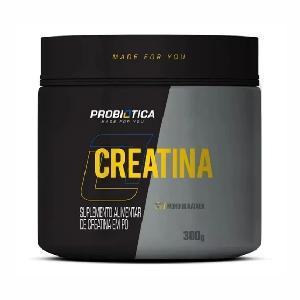 MADE FOR YOU
PROBIÓTICA
MADE FOR YOU
CREATINA
SUPLEMENTO ALIMENTAR
DE CREATINA EM PÓ
300g